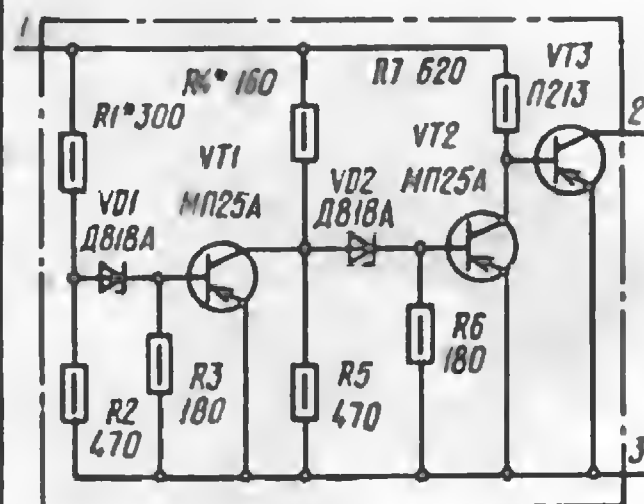 1
R1* 300
R4* 160
R7 620
VT3
П213
2
VT1
МП25А
VT2
МП25А
VD1
Д818А
VD2
Д818А
R2
470
R3
180
R5
470
R6
180
3